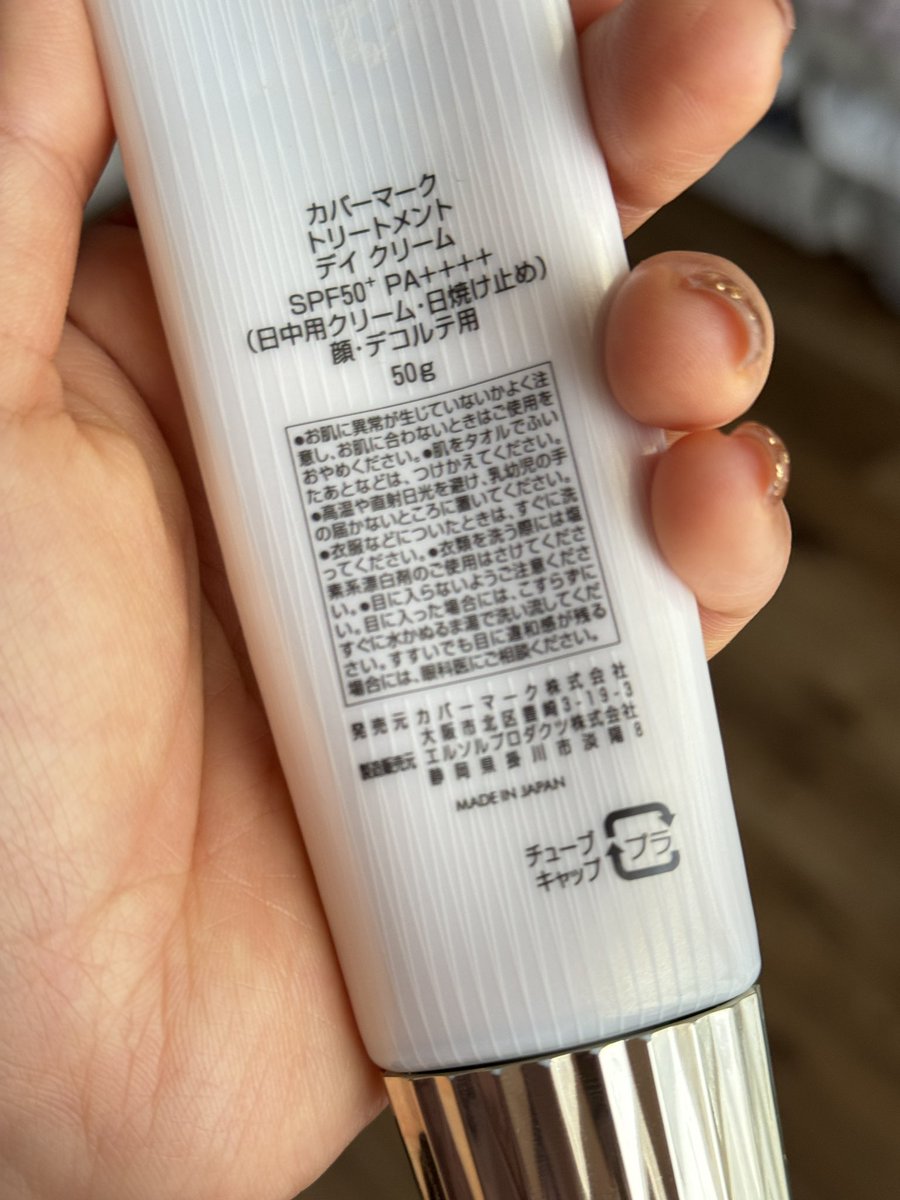 カバーマーク
トリートメント
デイ クリーム
SPF50⁺ PA++++
(日中用クリーム・日焼け止め)
顔・デコルテ用
50g
●お肌に異常が生じていないかよく注
意し、お肌に合わないときはご使用を
おやめください。●肌をタオルでふい
たあとなどは、つけかえてください。
●高温や直射日光を避け、乳幼児の手
の届かないところに置いてください。
●衣服などについたときは、すぐに洗
ってください。●衣類を洗う際には塩
素系漂白剤のご使用はさけてくださ
い。●目に入らないようご注意くださ
い。目に入った場合には、こすらずに
すぐに水かぬるま湯で洗い流してくだ
さい。すすいでも目に違和感が残る
場合には、眼科医にご相談ください。
発売元 カバーマーク株式会社
大阪市北区豊崎3-19-3
製造販売元 エルソルプロダクツ株式会社
静岡県掛川市淡陽8
MADE IN JAPAN
チューブ
キャップ
プラ